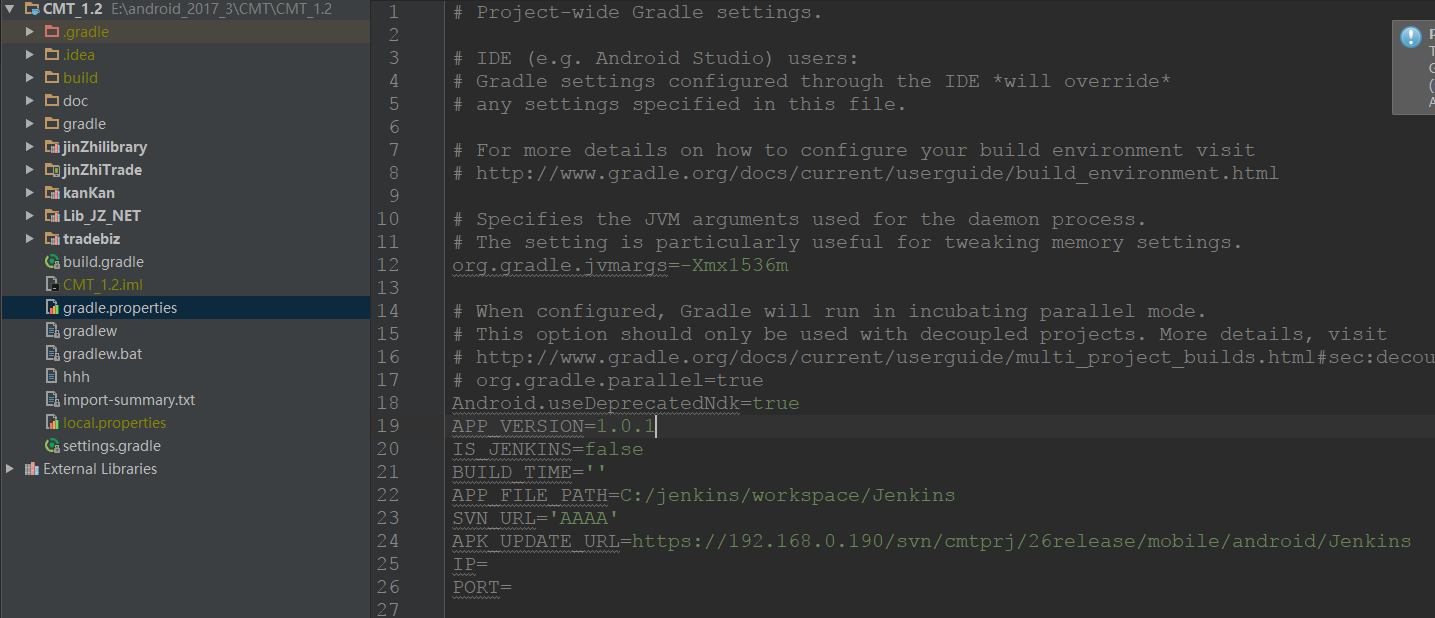 CMT_1.2 E:\android_2017_3\CMT\CMT_1.2
.gradle
.idea
build
doc
gradle
jinZhilibrary
jinZhiTrade
kanKan
Lib_JZ_NET
tradebiz
build.gradle
CMT_1.2.iml
gradle.properties
gradlew
gradlew.bat
hhh
import-summary.txt
local.properties
settings.gradle
External Libraries
1 # Project-wide Gradle settings.
2
3 # IDE (e.g. Android Studio) users:
4 # Gradle settings configured through the IDE *will override*
5 # any settings specified in this file.
6
7 # For more details on how to configure your build environment visit
8 # http://www.gradle.org/docs/current/userguide/build_environment.html
9
10 # Specifies the JVM arguments used for the daemon process.
11 # The setting is particularly useful for tweaking memory settings.
12 org.gradle.jvmargs=-Xmx1536m
13
14 # When configured, Gradle will run in incubating parallel mode.
15 # This option should only be used with decoupled projects. More details, visit
16 # http://www.gradle.org/docs/current/userguide/multi_project_builds.html#sec:decou
17 # org.gradle.parallel=true
18 Android.useDeprecatedNdk=true
19 APP_VERSION=1.0.1
20 IS_JENKINS=false
21 BUILD_TIME=''
22 APP_FILE_PATH=C:/jenkins/workspace/Jenkins
23 SVN_URL='AAAA'
24 APK_UPDATE_URL=https://192.168.0.190/svn/cmtprj/26release/mobile/android/Jenkins
25 IP=
26 PORT=
27